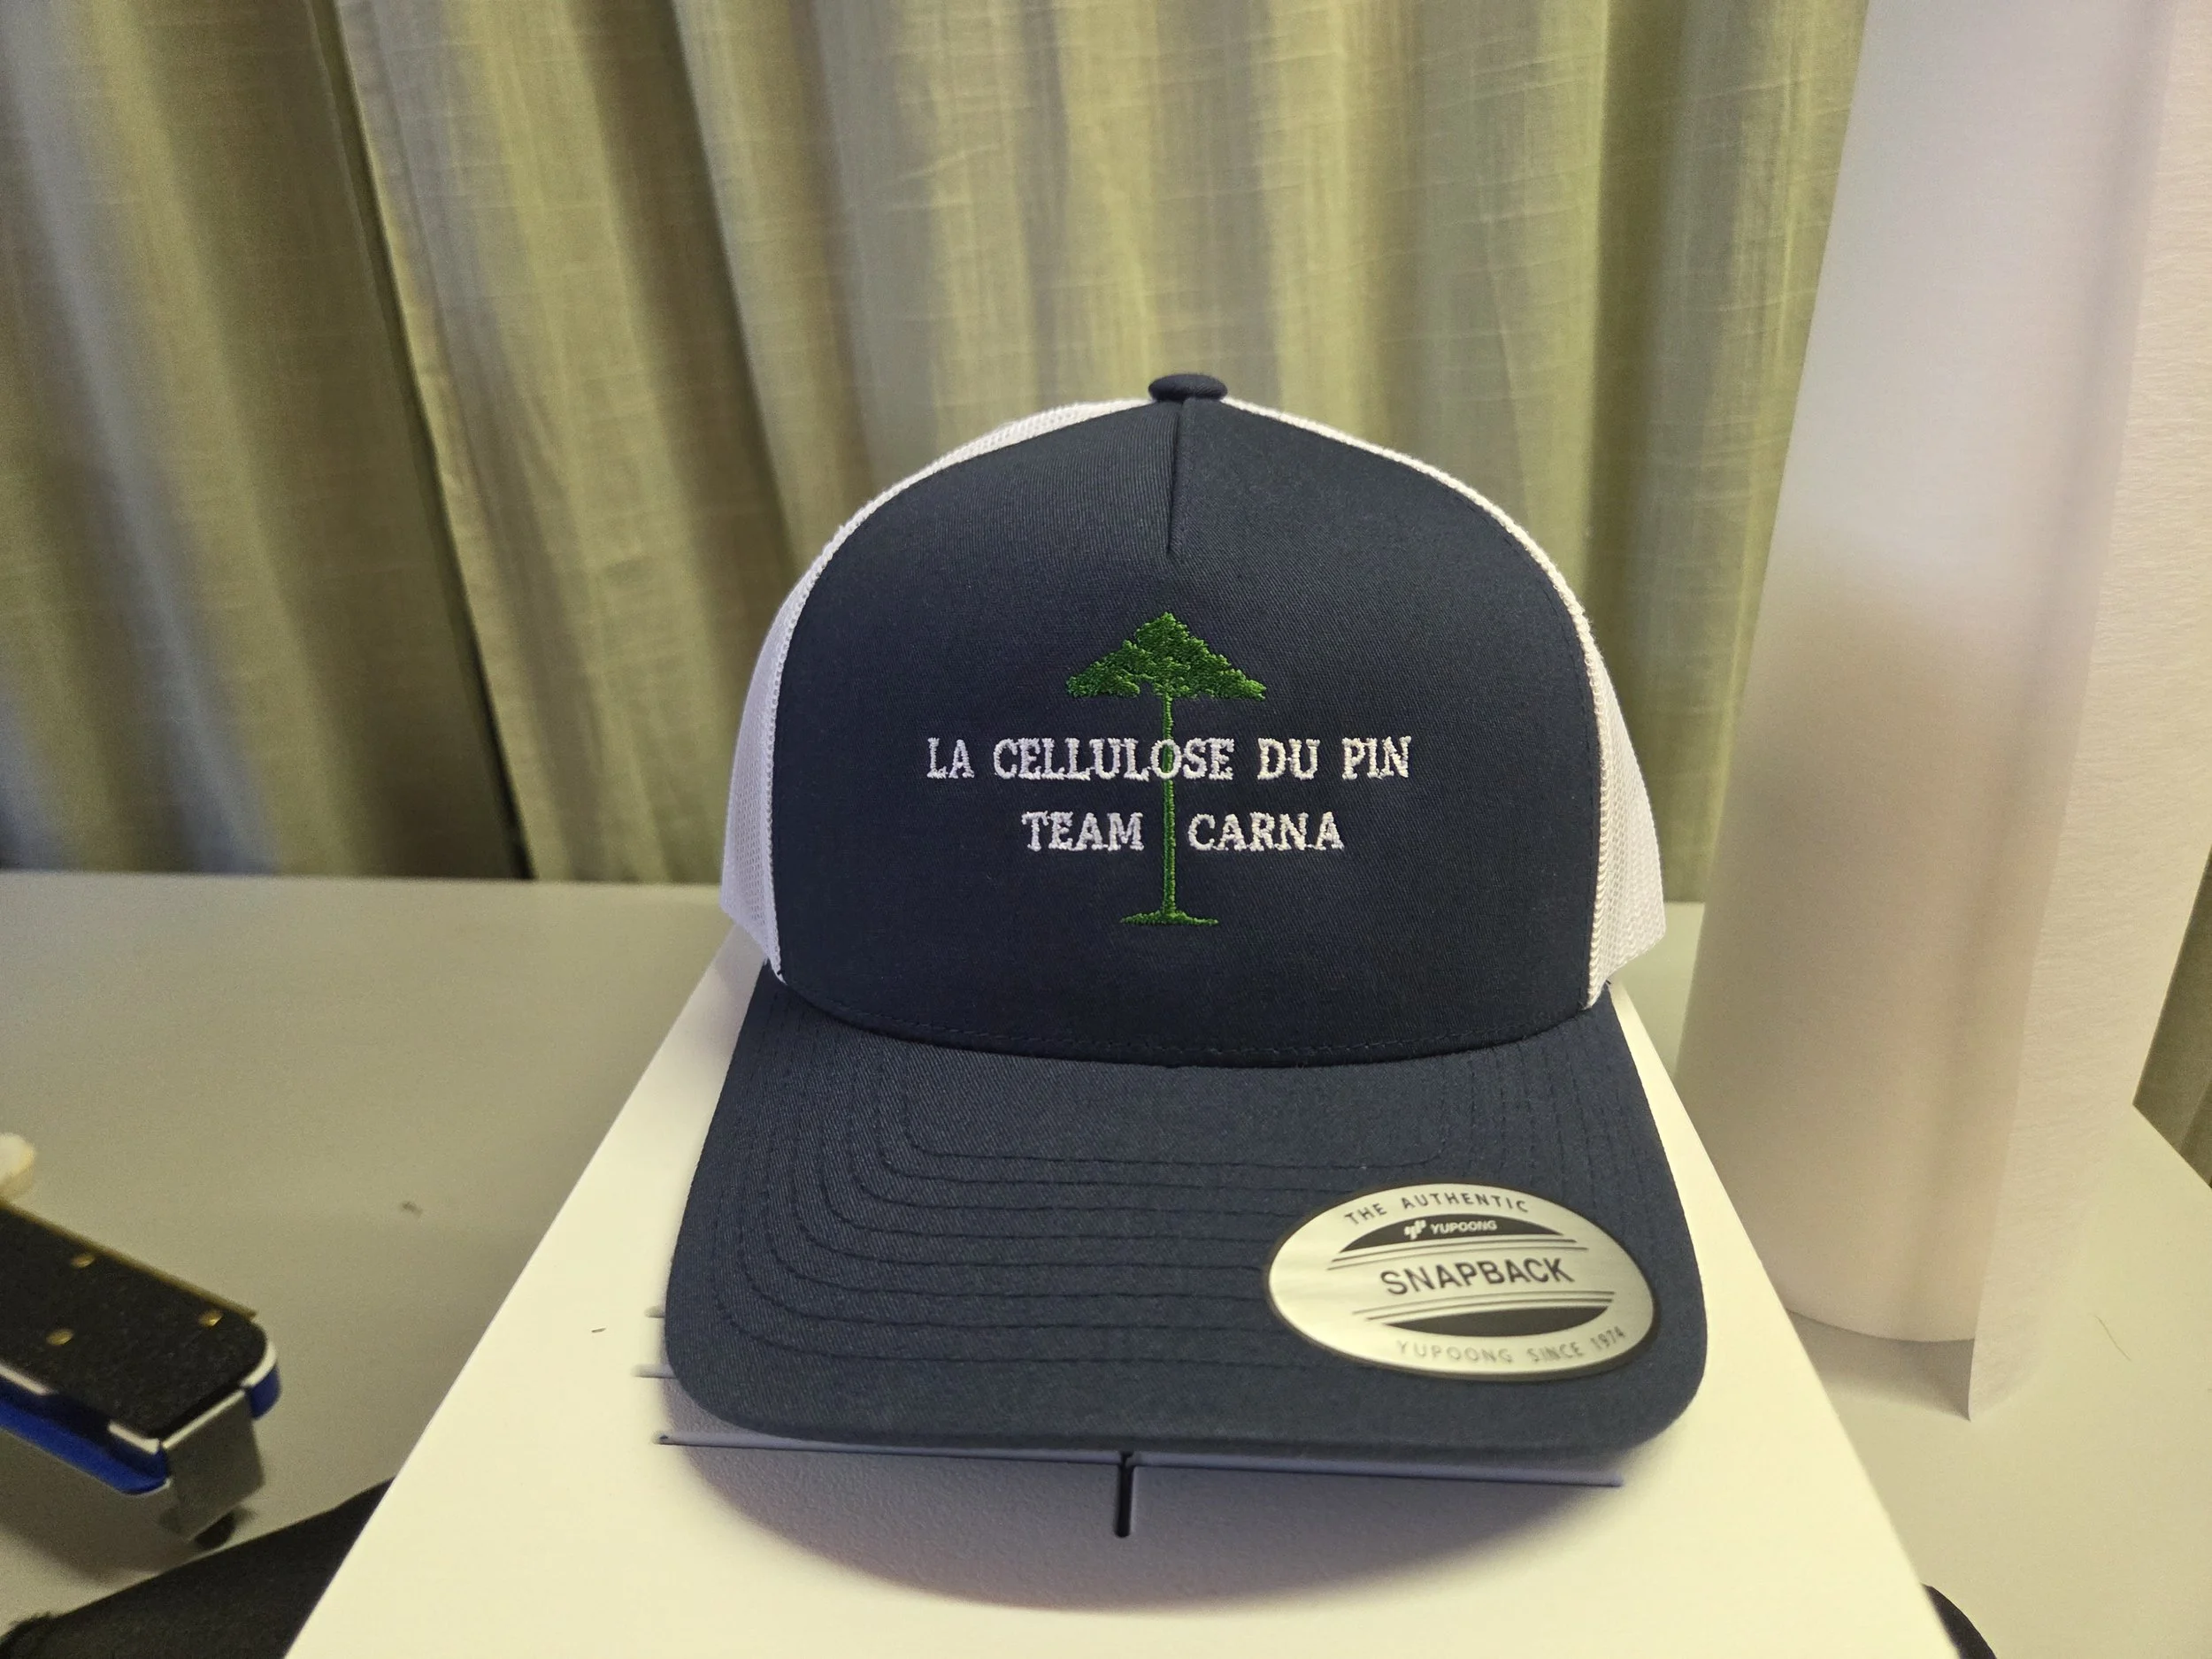 LA CELLULOSE DU PIN
TEAM CARNA
THE AUTHENTIC
YUPOONG
SNAPBACK
YUPOONG SINCE 1974